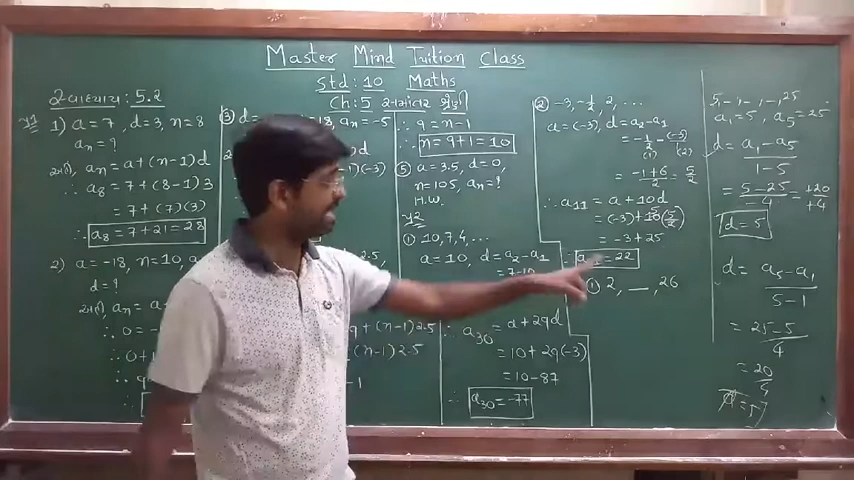 Master Mind Tuition Class
Std: 10 Maths
Ch: 5 સમાંતર શ્રેણી
સ્વાધ્યાય: 5.2
1) a = 7, d = 3, n = 8
an = ?
an = a + (n-1)d
∴ a8 = 7 + (8-1)3
= 7 + (7)(3)
∴ a8 = 7 + 21 = 28
2) a = -18, n = 10, a
d = ?
an = a
∴ 0 =
③ d =
18, an = -5
-1)(-3)
-2.5
9 + (n-1)2.5
(n-1)2.5
∴ 9 = n-1
∴ n = 9+1 = 10
⑤ a = 3.5, d = 0,
n = 105, an = ?
H.W.
① 10, 7, 4, ...
a = 10, d = a2 - a1
= 7-10
∴ a30 = a + 29d
= 10 + 29(-3)
= 10 - 87
∴ a30 = -77
② -3, -1/2, 2, ...
a = (-3), d = a2 - a1
= -1/2 - (-3)/1
= -1+6/2 = 5/2
∴ a11 = a + 10d
= (-3) + 10(5/2)
= -3 + 25
= 22
① 2, __, 26
5, -, -, -, 25
a1 = 5, a5 = 25
d = a1 - a5 / 1-5
= 5-25 / -4 = +20 / +4
d = 5
d = a5 - a1 / 5-1
= 25-5 / 4
= 20 / 4